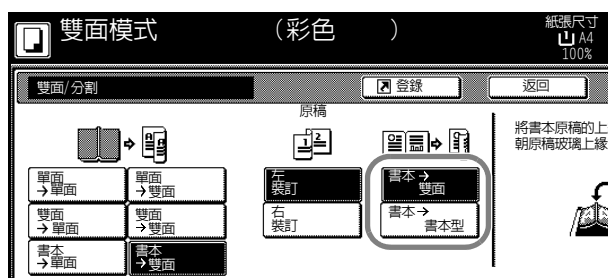 雙面模式 (彩色 )
紙張尺寸
A4
100%
雙面/分割
登錄
返回
原稿
1 2
單面
→單面
單面
→雙面
雙面
→單面
雙面
→雙面
書本
→單面
書本
→雙面
左
裝訂
右
裝訂
書本→
雙面
書本→
書本型
將書本原稿的上
朝原稿玻璃上緣